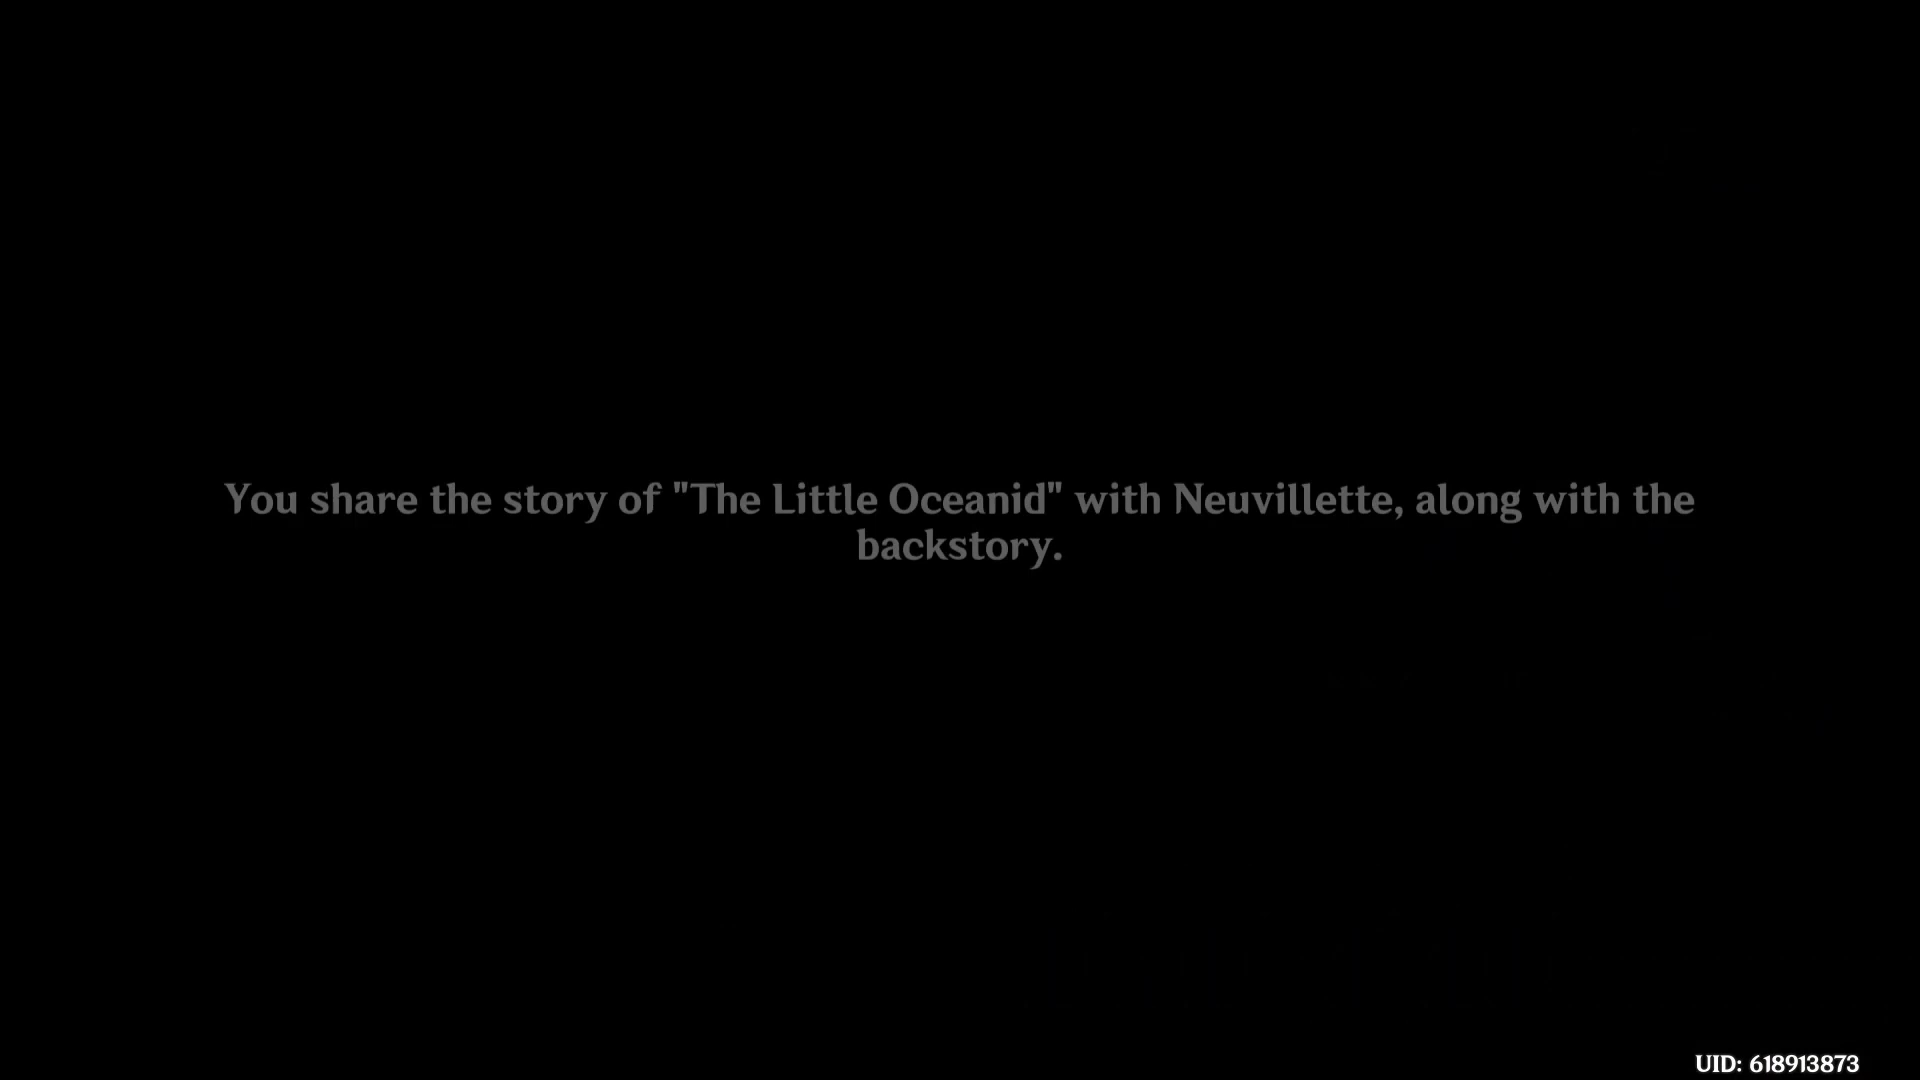 You share the story of "The Little Oceanid" with Neuvillette, along with the
backstory.
UID: 618913873